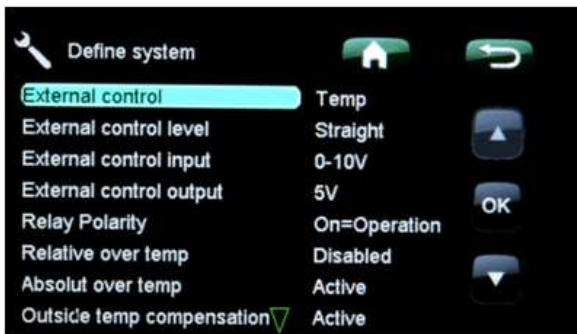 Define system
External control Temp
External control level Straight
External control input 0-10V
External control output 5V
Relay Polarity On=Operation
Relative over temp Disabled
Absolut over temp Active
Outside temp compensation Active
OK